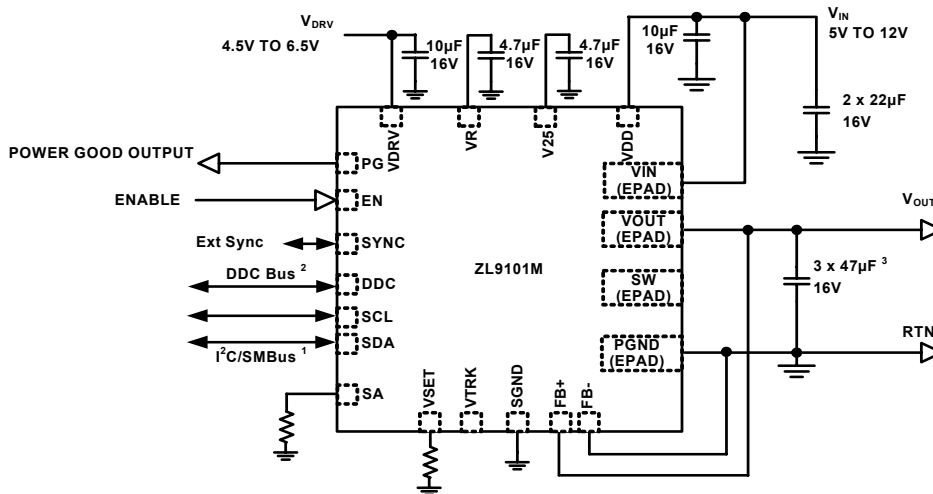 V_DRV
4.5V TO 6.5V
10µF
16V
4.7µF
16V
4.7µF
16V
10µF
16V
V_IN
5V TO 12V
2 x 22µF
16V
VDRV
VR
V25
VDD
POWER GOOD OUTPUT
PG
ENABLE
EN
Ext Sync
SYNC
DDC Bus ²
DDC
SCL
I²C/SMBus ¹
SDA
SA
ZL9101M
VIN
(EPAD)
VOUT
(EPAD)
SW
(EPAD)
PGND
(EPAD)
V_OUT
3 x 47µF ³
16V
RTN
VSET
VTRK
SGND
FB+
FB-